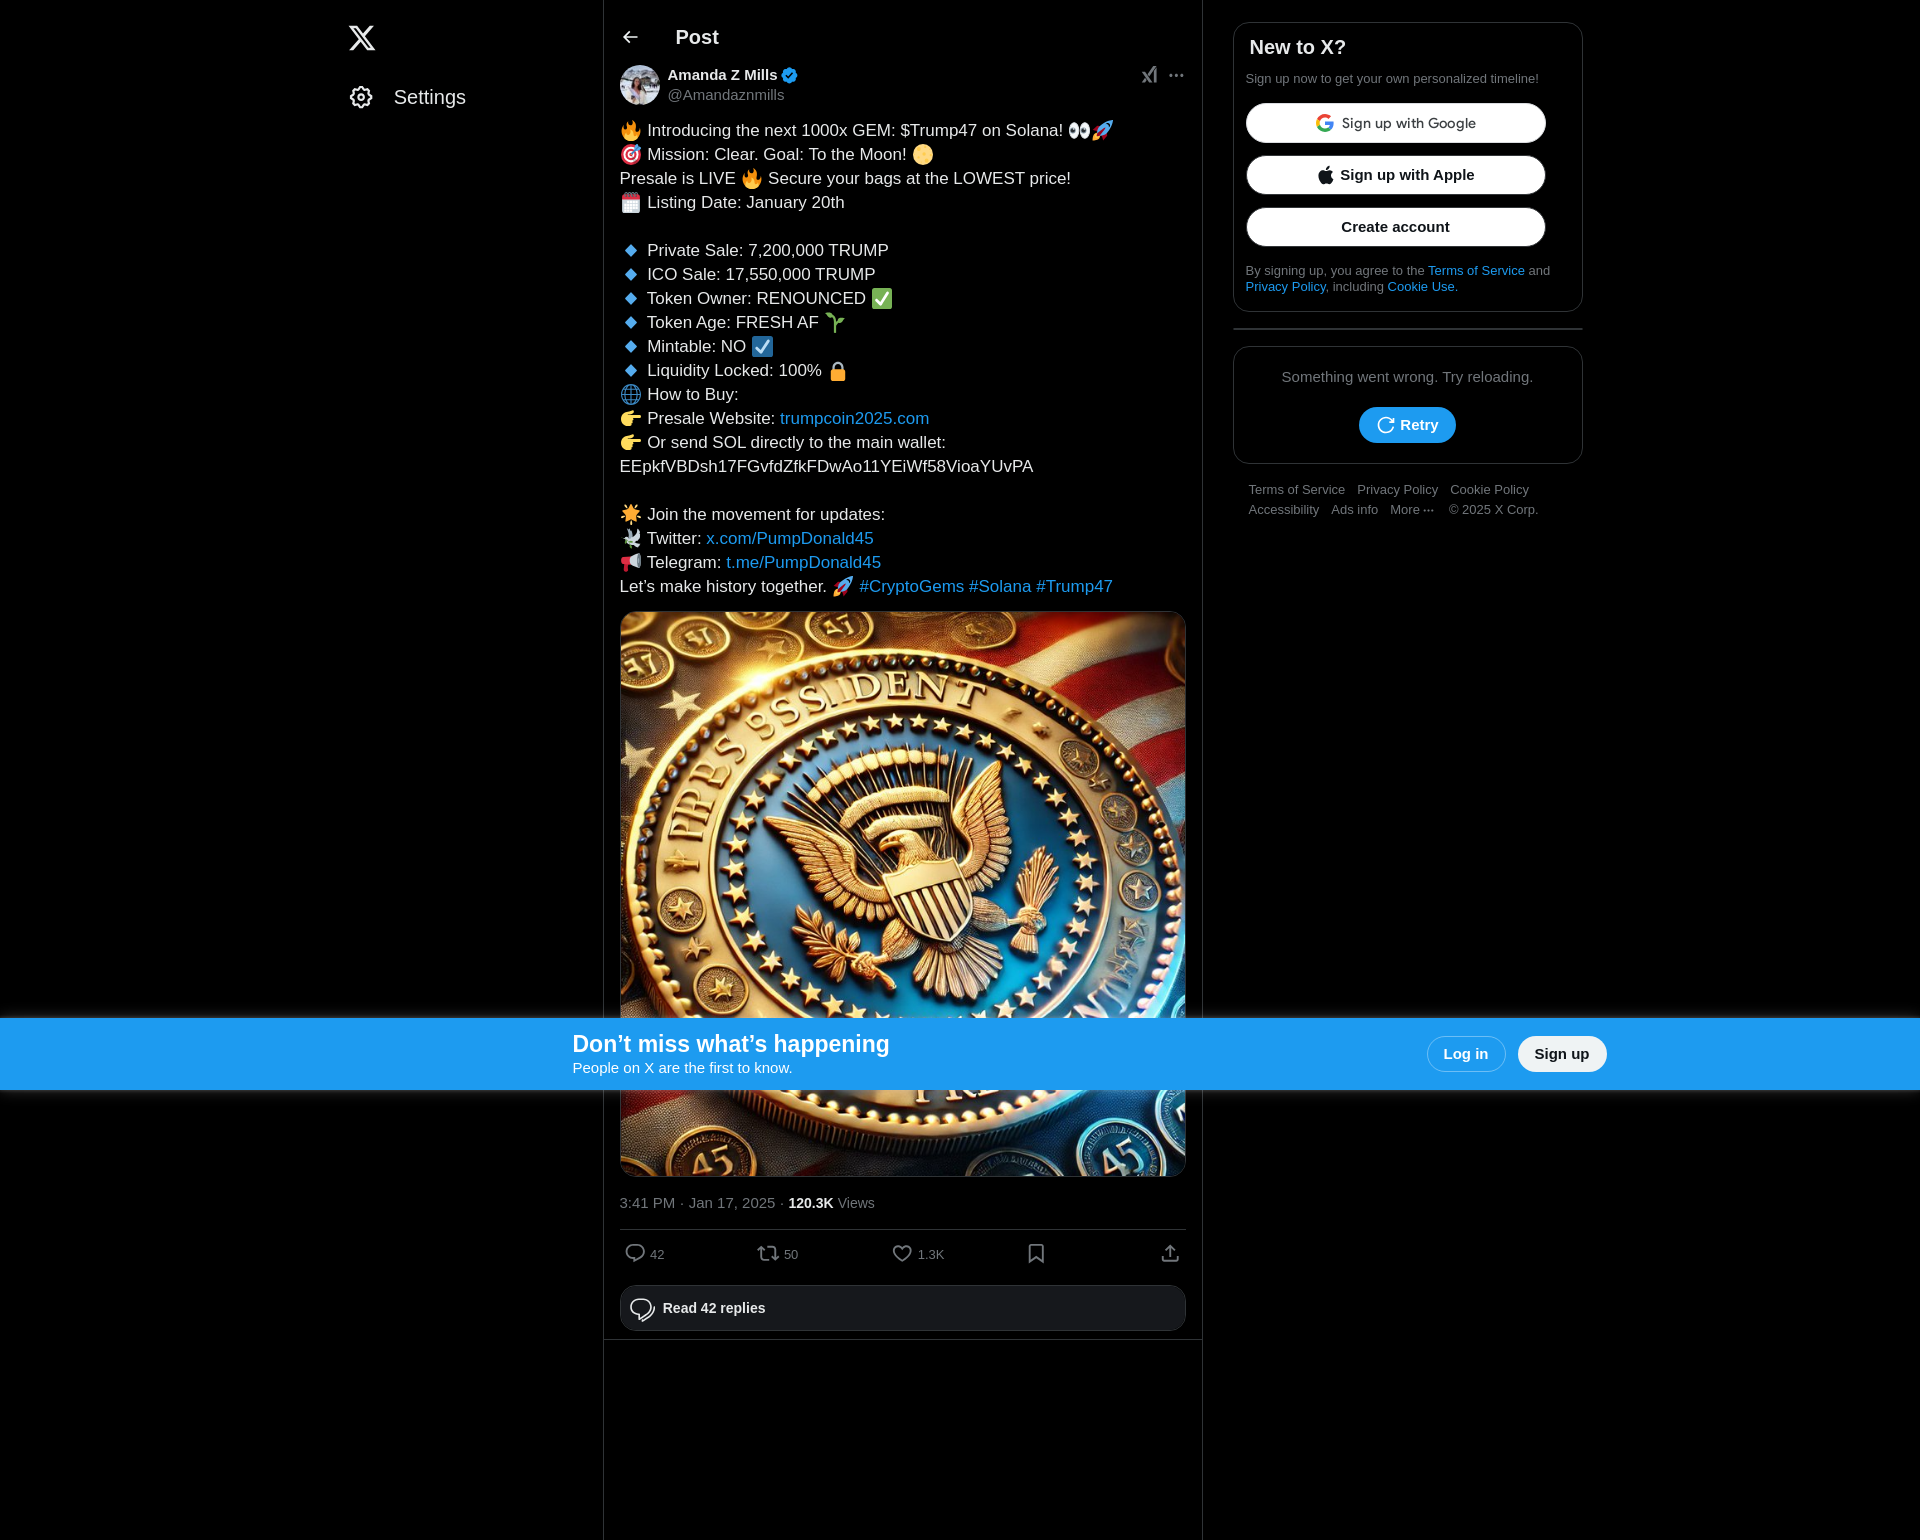 Settings
Post
Amanda Z Mills
@Amandaznmills
🔥 Introducing the next 1000x GEM: $Trump47 on Solana! 👀🚀
🎯 Mission: Clear. Goal: To the Moon! 🌕
Presale is LIVE 🔥 Secure your bags at the LOWEST price!
🗓️ Listing Date: January 20th
🔹 Private Sale: 7,200,000 TRUMP
🔹 ICO Sale: 17,550,000 TRUMP
🔹 Token Owner: RENOUNCED ✅
🔹 Token Age: FRESH AF 🌱
🔹 Mintable: NO ☑️
🔹 Liquidity Locked: 100% 🔒
🌐 How to Buy:
👉 Presale Website: trumpcoin2025.com
👉 Or send SOL directly to the main wallet:
EEpkfVBDsh17FGvfdZfkFDwAo11YEiWf58VioaYUvPA
🌟 Join the movement for updates:
🕊️ Twitter: x.com/PumpDonald45
📢 Telegram: t.me/PumpDonald45
Let’s make history together. 🚀 #CryptoGems #Solana #Trump47
47
47
45
45
3:41 PM · Jan 17, 2025 · 120.3K Views
42
50
1.3K
Read 42 replies
New to X?
Sign up now to get your own personalized timeline!
Sign up with Google
Sign up with Apple
Create account
By signing up, you agree to the Terms of Service and
Privacy Policy, including Cookie Use.
Something went wrong. Try reloading.
Retry
Terms of Service Privacy Policy Cookie Policy
Accessibility Ads info More ··· © 2025 X Corp.
Don’t miss what’s happening
People on X are the first to know.
Log in
Sign up